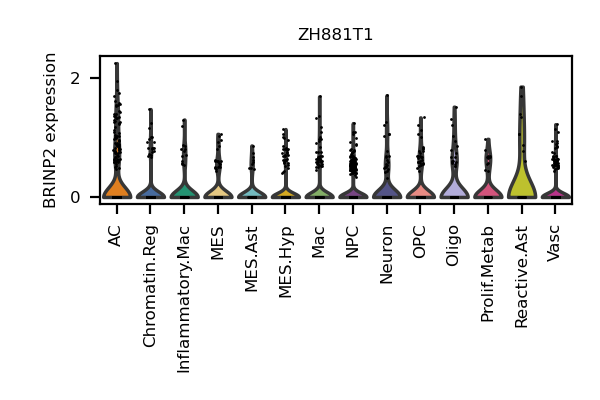 ZH881T1
BRINP2 expression
2
0
AC
Chromatin.Reg
Inflammatory.Mac
MES
MES.Ast
MES.Hyp
Mac
NPC
Neuron
OPC
Oligo
Prolif.Metab
Reactive.Ast
Vasc